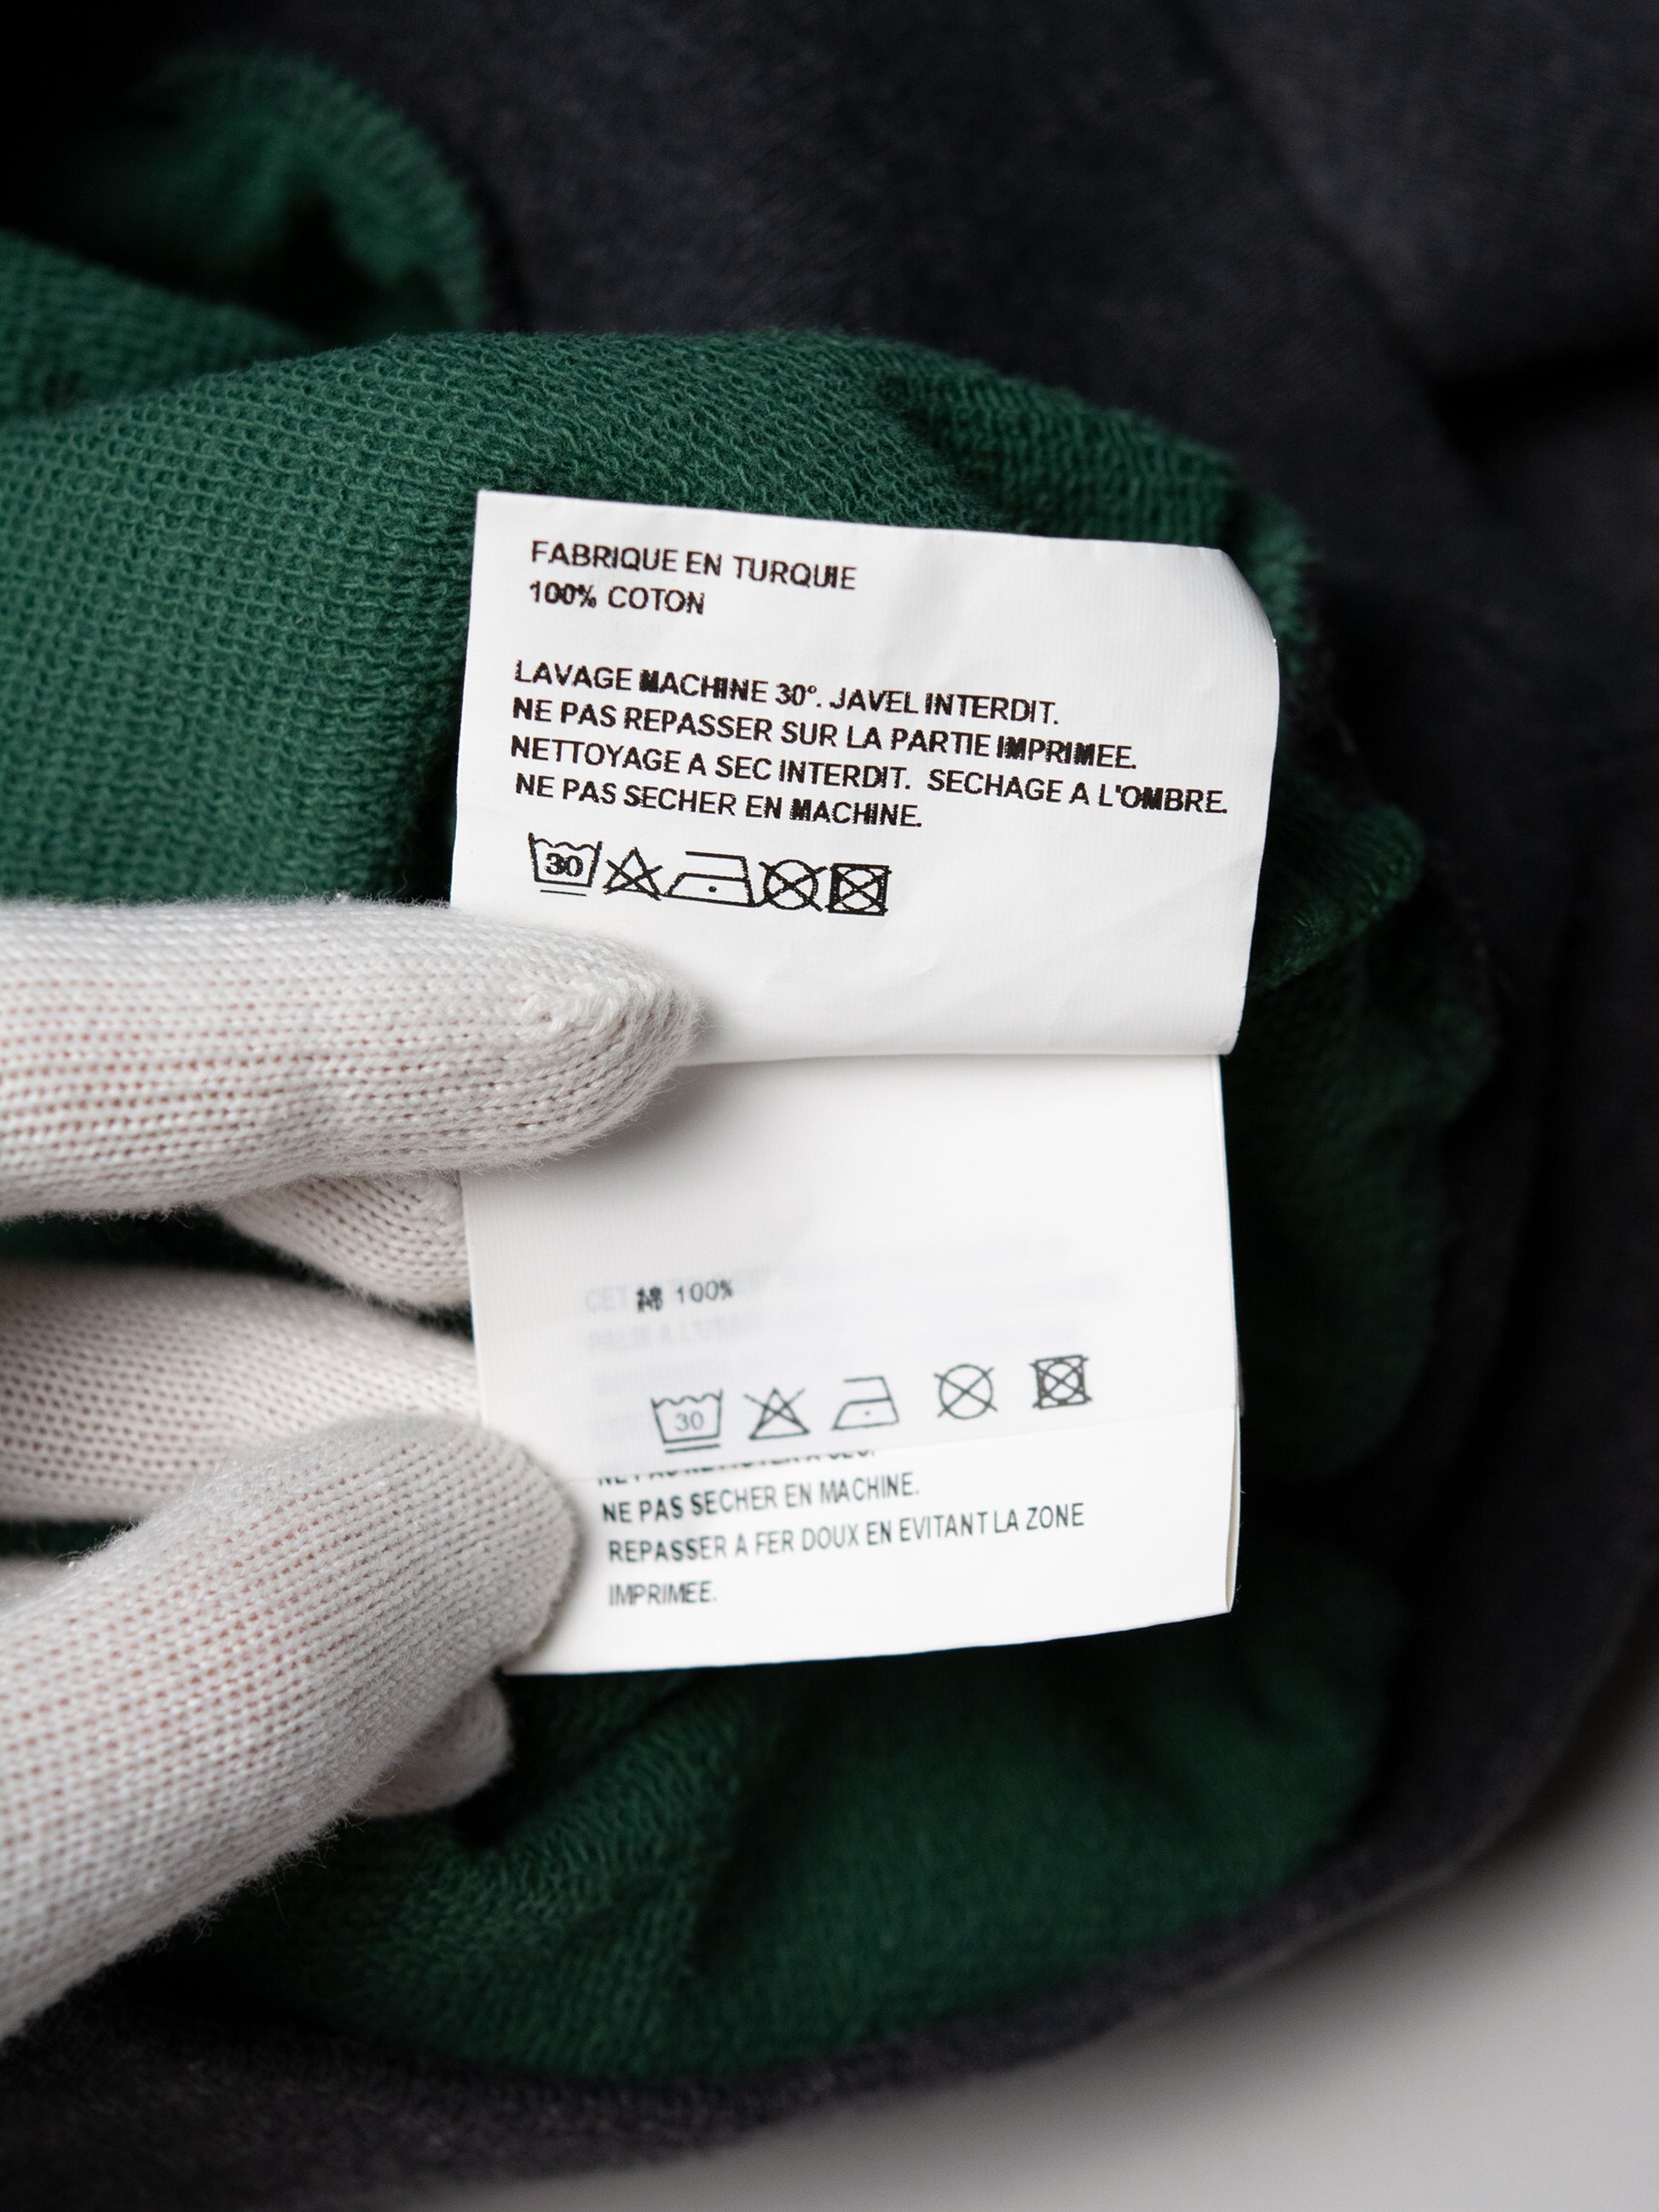 FABRIQUE EN TURQUIE
100% COTON
LAVAGE MACHINE 30°. JAVEL INTERDIT.
NE PAS REPASSER SUR LA PARTIE IMPRIMEE.
NETTOYAGE A SEC INTERDIT. SECHAGE A L'OMBRE.
NE PAS SECHER EN MACHINE.
30
100%
30
NE PAS SECHER EN MACHINE.
REPASSER A FER DOUX EN EVITANT LA ZONE
IMPRIMEE.